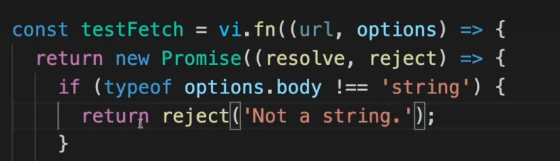 const testFetch = vi.fn((url, options) => {
return new Promise((resolve, reject) => {
if (typeof options.body !== 'string') {
return reject('Not a string.');
}